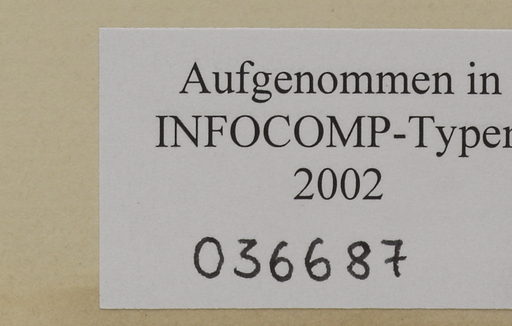 Aufgenommen in
INFOCOMP-Typen
2002
036687